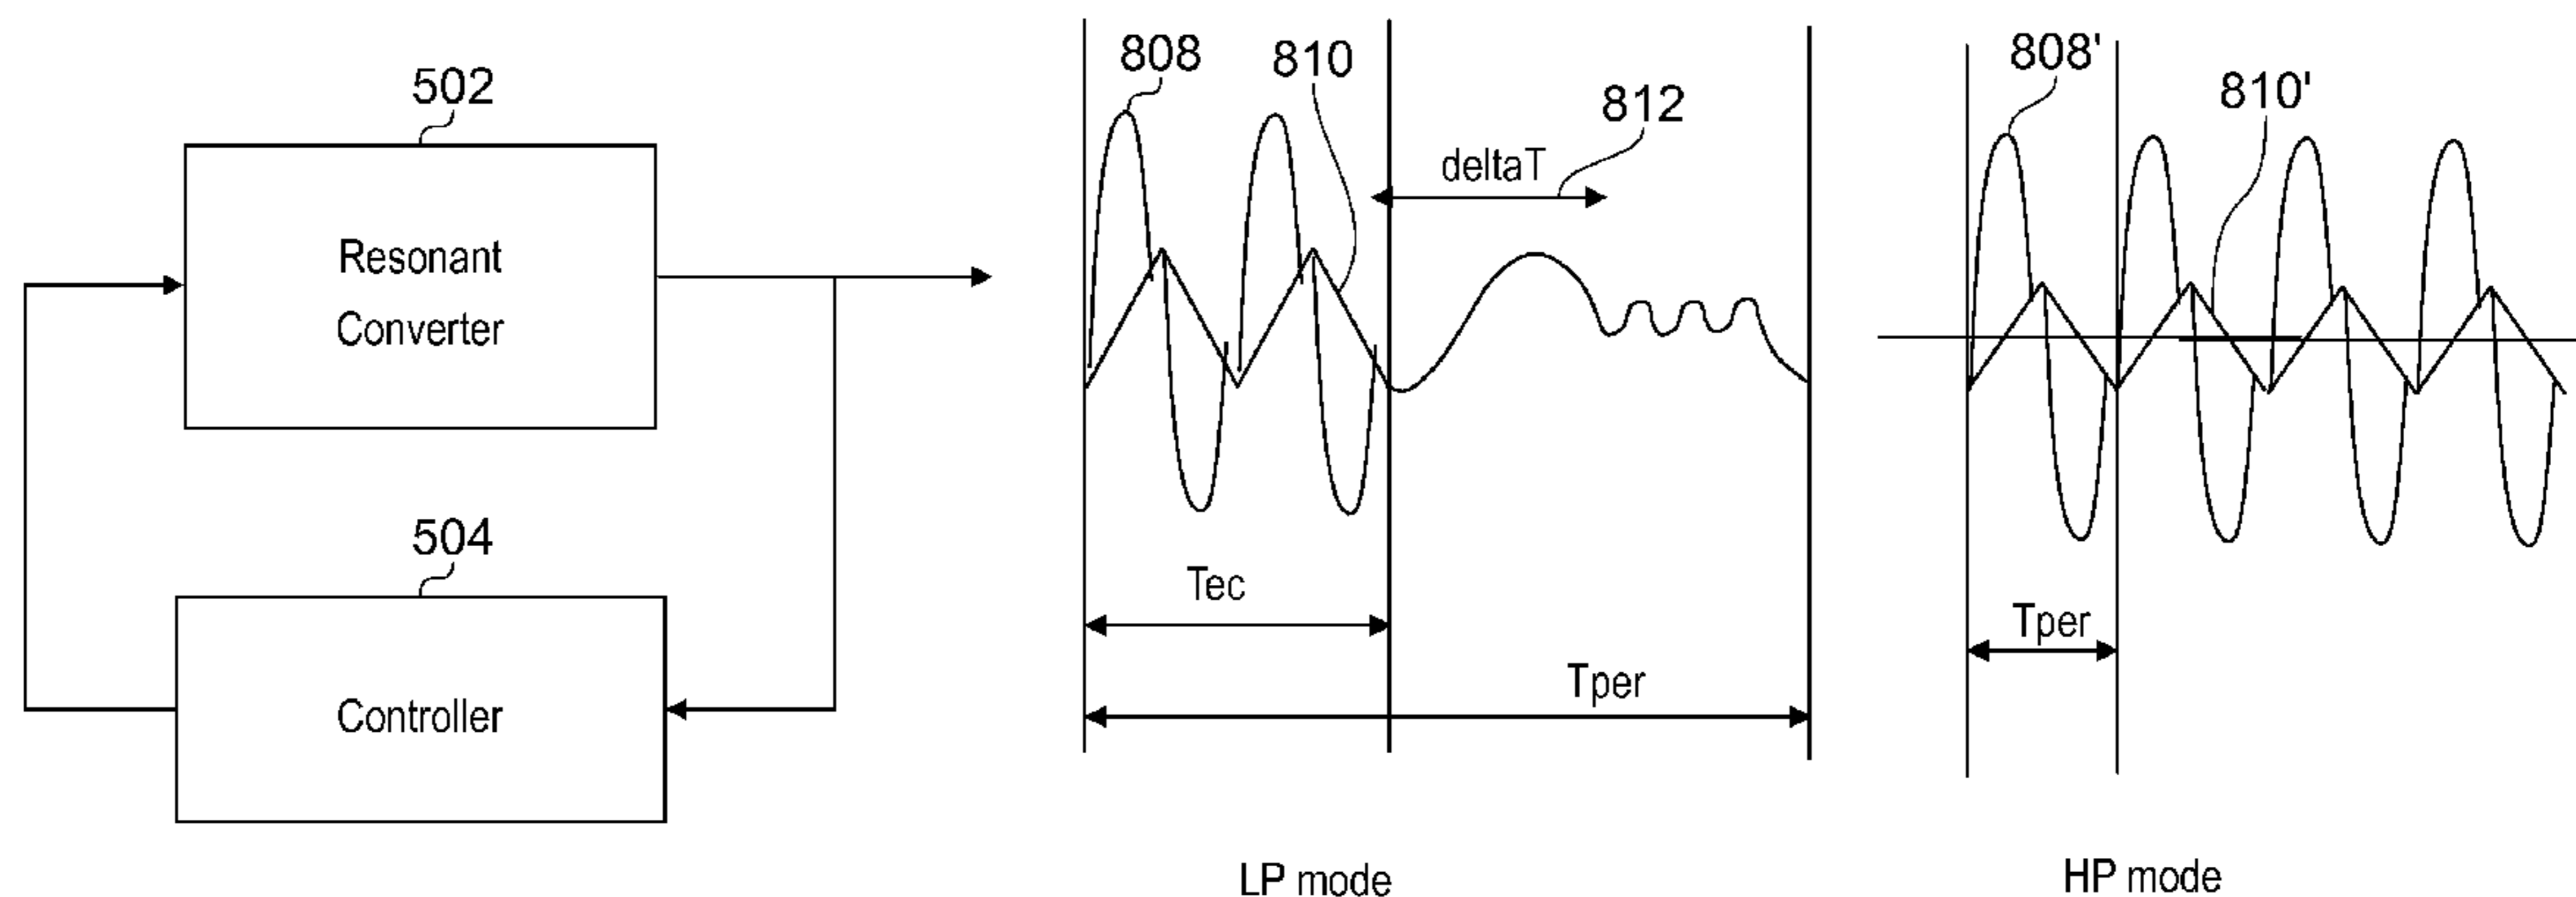 502
Resonant
Converter
504
Controller
808
810
812
deltaT
Tec
Tper
LP mode
808'
810'
Tper
HP mode